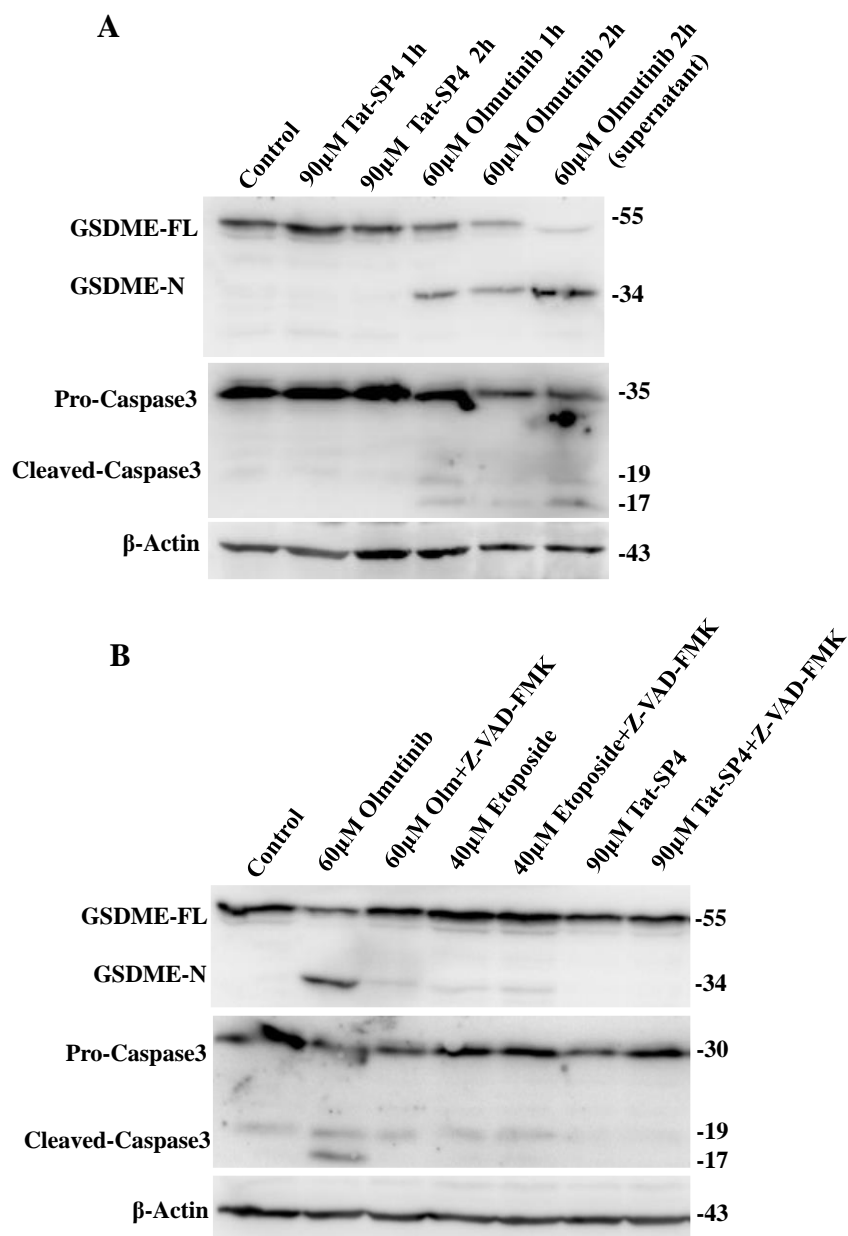 A
Control
90μM Tat-SP4 1h
90μM Tat-SP4 2h
60μM Olmutinib 1h
60μM Olmutinib 2h
60μM Olmutinib 2h
(supernatant)
GSDME-FL
-55
GSDME-N
-34
Pro-Caspase3
-35
Cleaved-Caspase3
-19
-17
β-Actin
-43
B
Control
60μM Olmutinib
60μM Olm+Z-VAD-FMK
40μM Etoposide
40μM Etoposide+Z-VAD-FMK
90μM Tat-SP4
90μM Tat-SP4+Z-VAD-FMK
GSDME-FL
-55
GSDME-N
-34
Pro-Caspase3
-30
Cleaved-Caspase3
-19
-17
β-Actin
-43